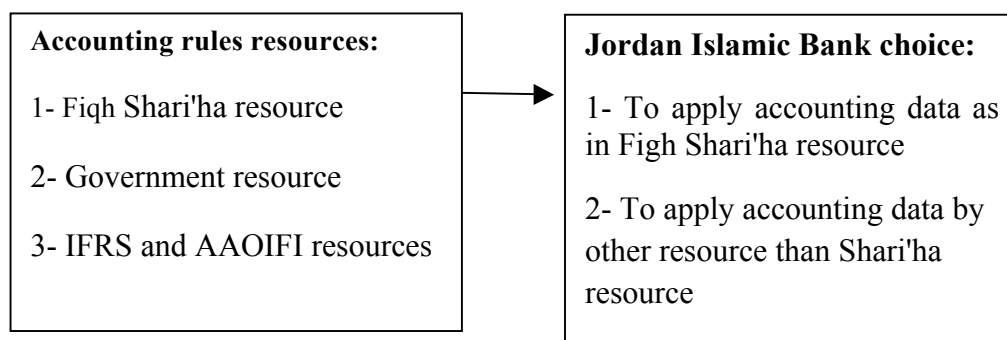 Accounting rules resources:
1- Fiqh Shari'ha resource
2- Government resource
3- IFRS and AAOIFI resources
Jordan Islamic Bank choice:
1- To apply accounting data as
in Figh Shari'ha resource
2- To apply accounting data by
other resource than Shari'ha
resource